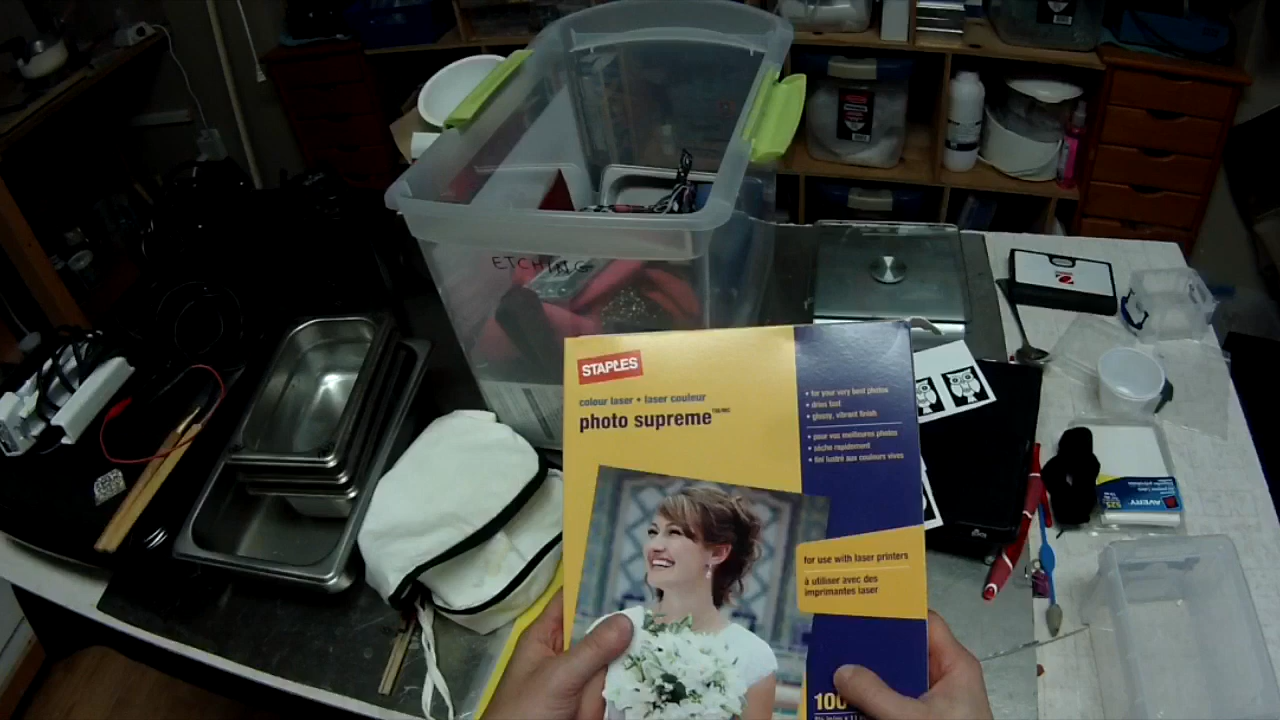 ETCHING
STAPLES
colour laser • laser couleur
photo supreme
• for your very best photos
• dries fast
• glossy, vibrant finish
• pour vos meilleures photos
• sèche rapidement
• fini lustré aux couleurs vives
for use with laser printers
à utiliser avec des
imprimantes laser
100
AVERY
525